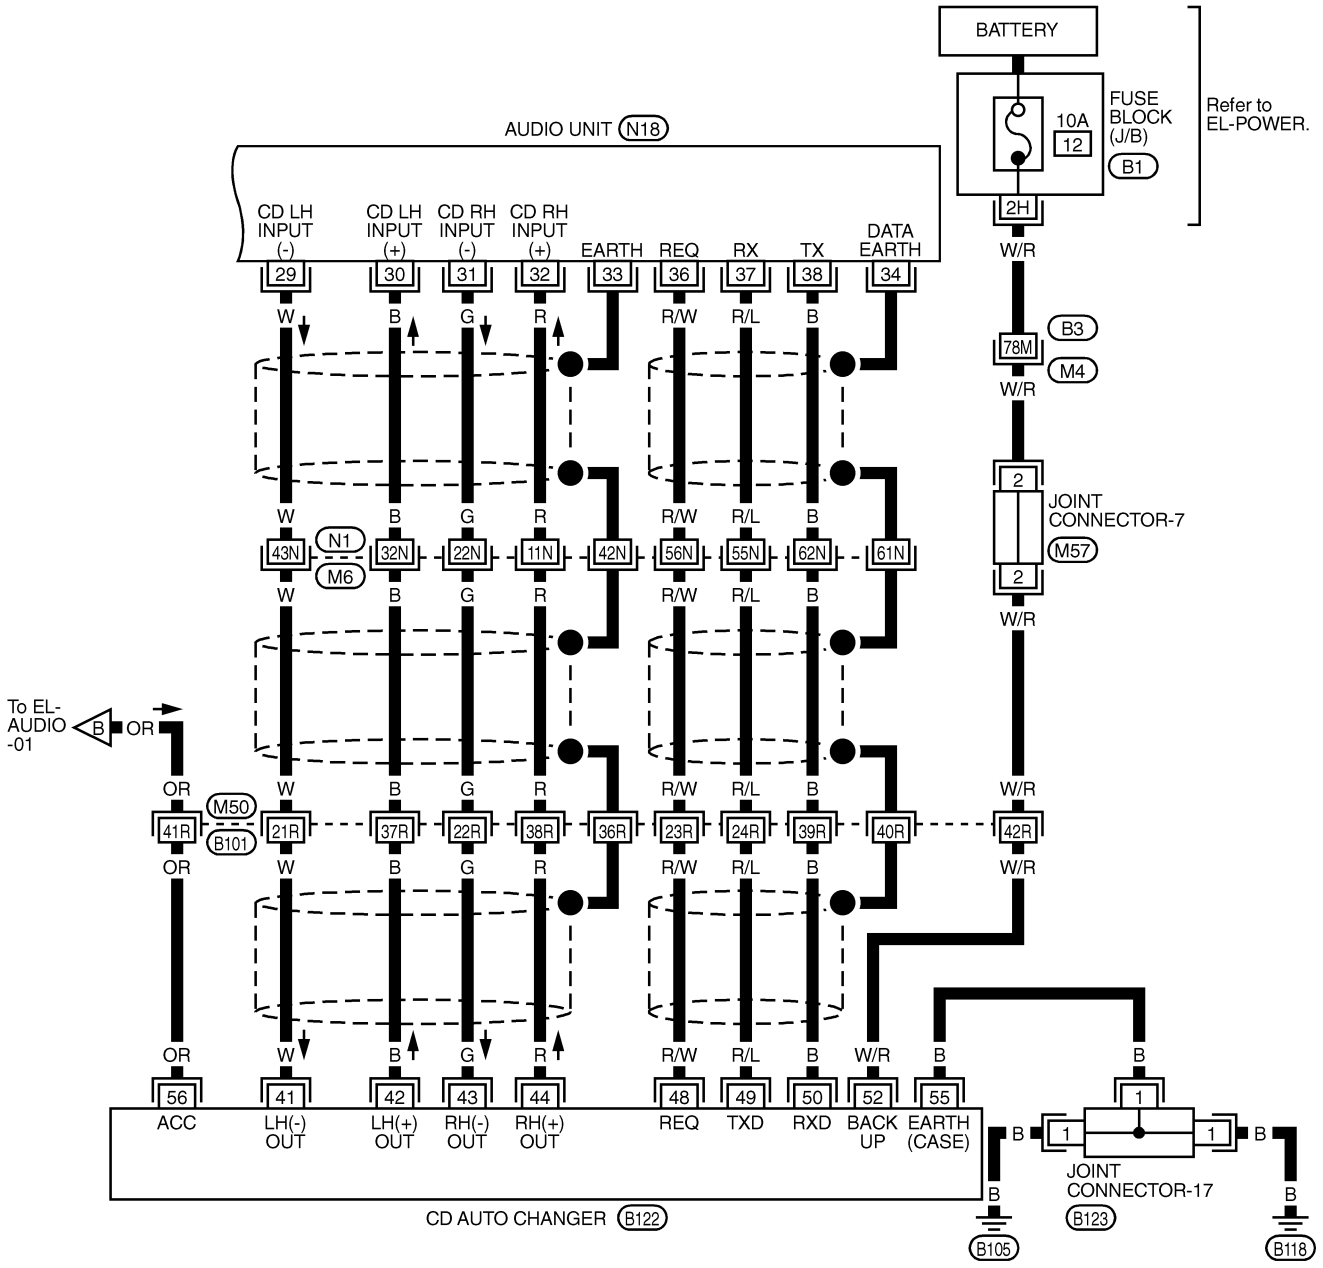 BATTERY
10A
12
FUSE
BLOCK
(J/B)
B1
Refer to
EL-POWER.
2H
AUDIO UNIT N18
CD LH
INPUT
(-)
CD LH
INPUT
(+)
CD RH
INPUT
(-)
CD RH
INPUT
(+)
EARTH
REQ
RX
TX
DATA
EARTH
29 30 31 32 33 36 37 38 34
W/R
W B G R R/W R/L B
B3
78M
M4
W/R
2
JOINT
CONNECTOR-7
M57
2
W B G R R/W R/L B
N1
43N 32N 22N 11N 42N 56N 55N 62N 61N
M6
W B G R R/W R/L B
W/R
To EL-
AUDIO
-01
B OR
OR W B G R R/W R/L B W/R
M50
41R 21R 37R 22R 38R 36R 23R 24R 39R 40R 42R
B101
OR W B G R R/W R/L B W/R
OR W B G R R/W R/L B W/R B B
56 41 42 43 44 48 49 50 52 55 1
ACC
LH(-)
OUT
LH(+)
OUT
RH(-)
OUT
RH(+)
OUT
REQ
TXD
RXD
BACK
UP
EARTH
(CASE)
B 1 1 B
JOINT
CONNECTOR-17
B123
B B
B105 B118
CD AUTO CHANGER B122